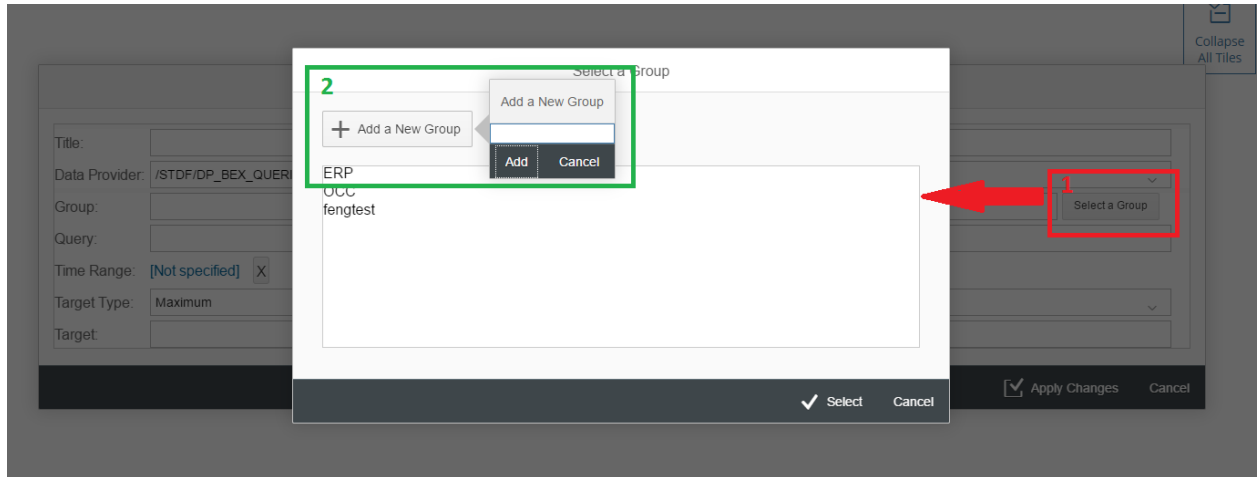 Collapse
All Tiles
Select a Group
2
Add a New Group
Add a New Group
Add
Cancel
ERP
OCC
fengtest
Title:
Data Provider:
/STDF/DP_BEX_QUERI
1
Group:
Select a Group
Query:
Time Range:
[Not specified]
X
Target Type:
Maximum
Target:
Select
Cancel
Apply Changes
Cancel